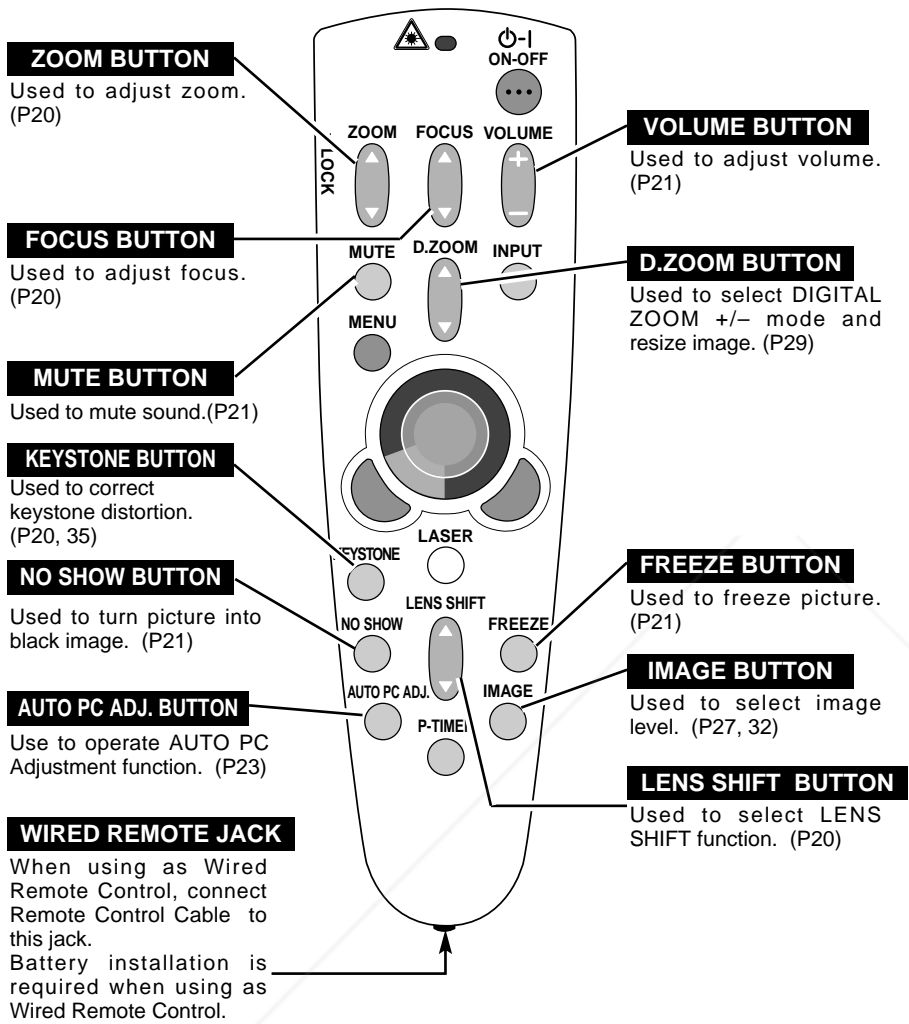 ZOOM BUTTON
Used to adjust zoom.
(P20)
FOCUS BUTTON
Used to adjust focus.
(P20)
MUTE BUTTON
Used to mute sound.(P21)
KEYSTONE BUTTON
Used to correct
keystone distortion.
(P20, 35)
NO SHOW BUTTON
Used to turn picture into
black image. (P21)
AUTO PC ADJ. BUTTON
Use to operate AUTO PC
Adjustment function. (P23)
WIRED REMOTE JACK
When using as Wired
Remote Control, connect
Remote Control Cable to
this jack.
Battery installation is
required when using as
Wired Remote Control.
ON-OFF
ZOOM FOCUS VOLUME
LOCK
MUTE D.ZOOM INPUT
MENU
LASER
EYSTONE
LENS SHIFT
NO SHOW FREEZE
AUTO PC ADJ. IMAGE
P-TIME
VOLUME BUTTON
Used to adjust volume.
(P21)
D.ZOOM BUTTON
Used to select DIGITAL
ZOOM +/– mode and
resize image. (P29)
FREEZE BUTTON
Used to freeze picture.
(P21)
IMAGE BUTTON
Used to select image
level. (P27, 32)
LENS SHIFT BUTTON
Used to select LENS
SHIFT function. (P20)